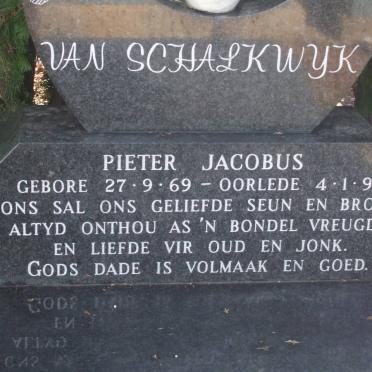 VAN SCHALKWYK
PIETER JACOBUS
GEBORE 27·9·69 – OORLEDE 4·1·9
ONS SAL ONS GELIEFDE SEUN EN BRO
ALTYD ONTHOU AS 'N BONDEL VREUGD
EN LIEFDE VIR OUD EN JONK.
GODS DADE IS VOLMAAK EN GOED.